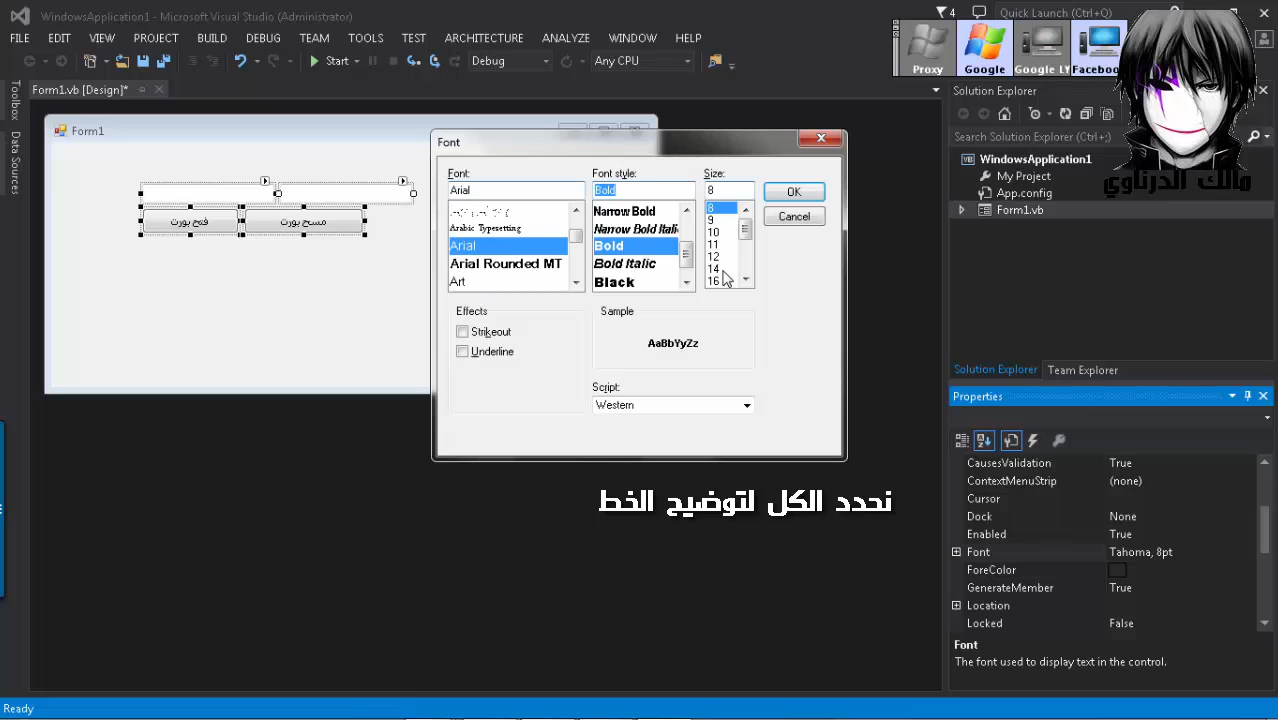 WindowsApplication1 - Microsoft Visual Studio (Administrator)
4
Quick Launch (Ctrl+Q)
FILE EDIT VIEW PROJECT BUILD DEBUG TEAM TOOLS TEST ARCHITECTURE ANALYZE WINDOW HELP
Start Debug Any CPU
Proxy Google Google LY Facebook
Toolbox
Data Sources
Form1.vb [Design]*
Form1
فتح بورت مسح بورت
Font
Font: Font style: Size:
Arial Bold 8
Arabic Typesetting
Arial
Arial Rounded MT
Art
Narrow Bold
Narrow Bold Itali
Bold
Bold Italic
Black
8
9
10
11
12
14
16
OK
Cancel
Effects
Strikeout
Underline
Sample
AaBbYyZz
Script:
Western
نحدد الكل لتوضيح الخط
Solution Explorer
Search Solution Explorer (Ctrl+;)
WindowsApplication1
My Project
App.config
Form1.vb
مالك الدرناوي
Solution Explorer Team Explorer
Properties
CausesValidation True
ContextMenuStrip (none)
Cursor
Dock None
Enabled True
Font Tahoma, 8pt
ForeColor
GenerateMember True
Location
Locked False
Font
The font used to display text in the control.
Ready